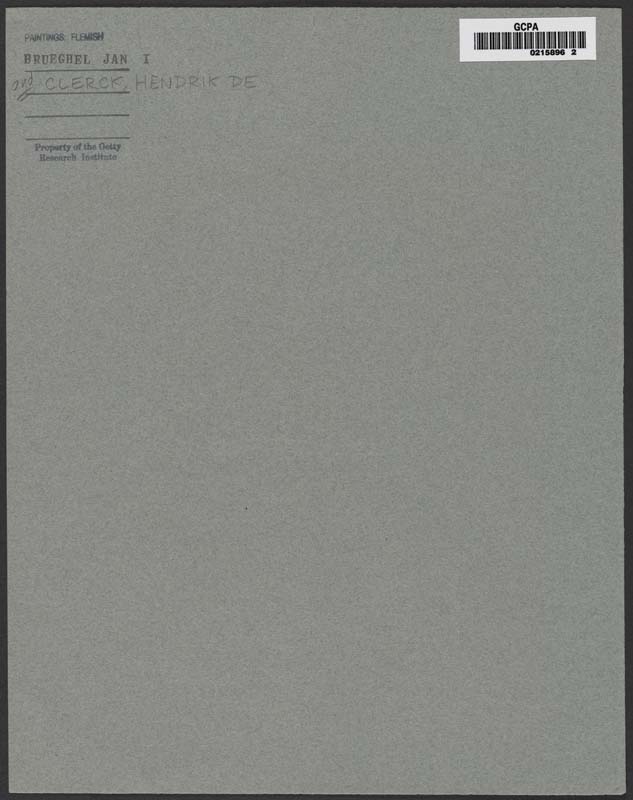 PAINTINGS: FLEMISH
BRUEGHEL JAN I
and CLERCK, HENDRIK DE
Property of the Getty
Research Institute
GCPA
0215896 2